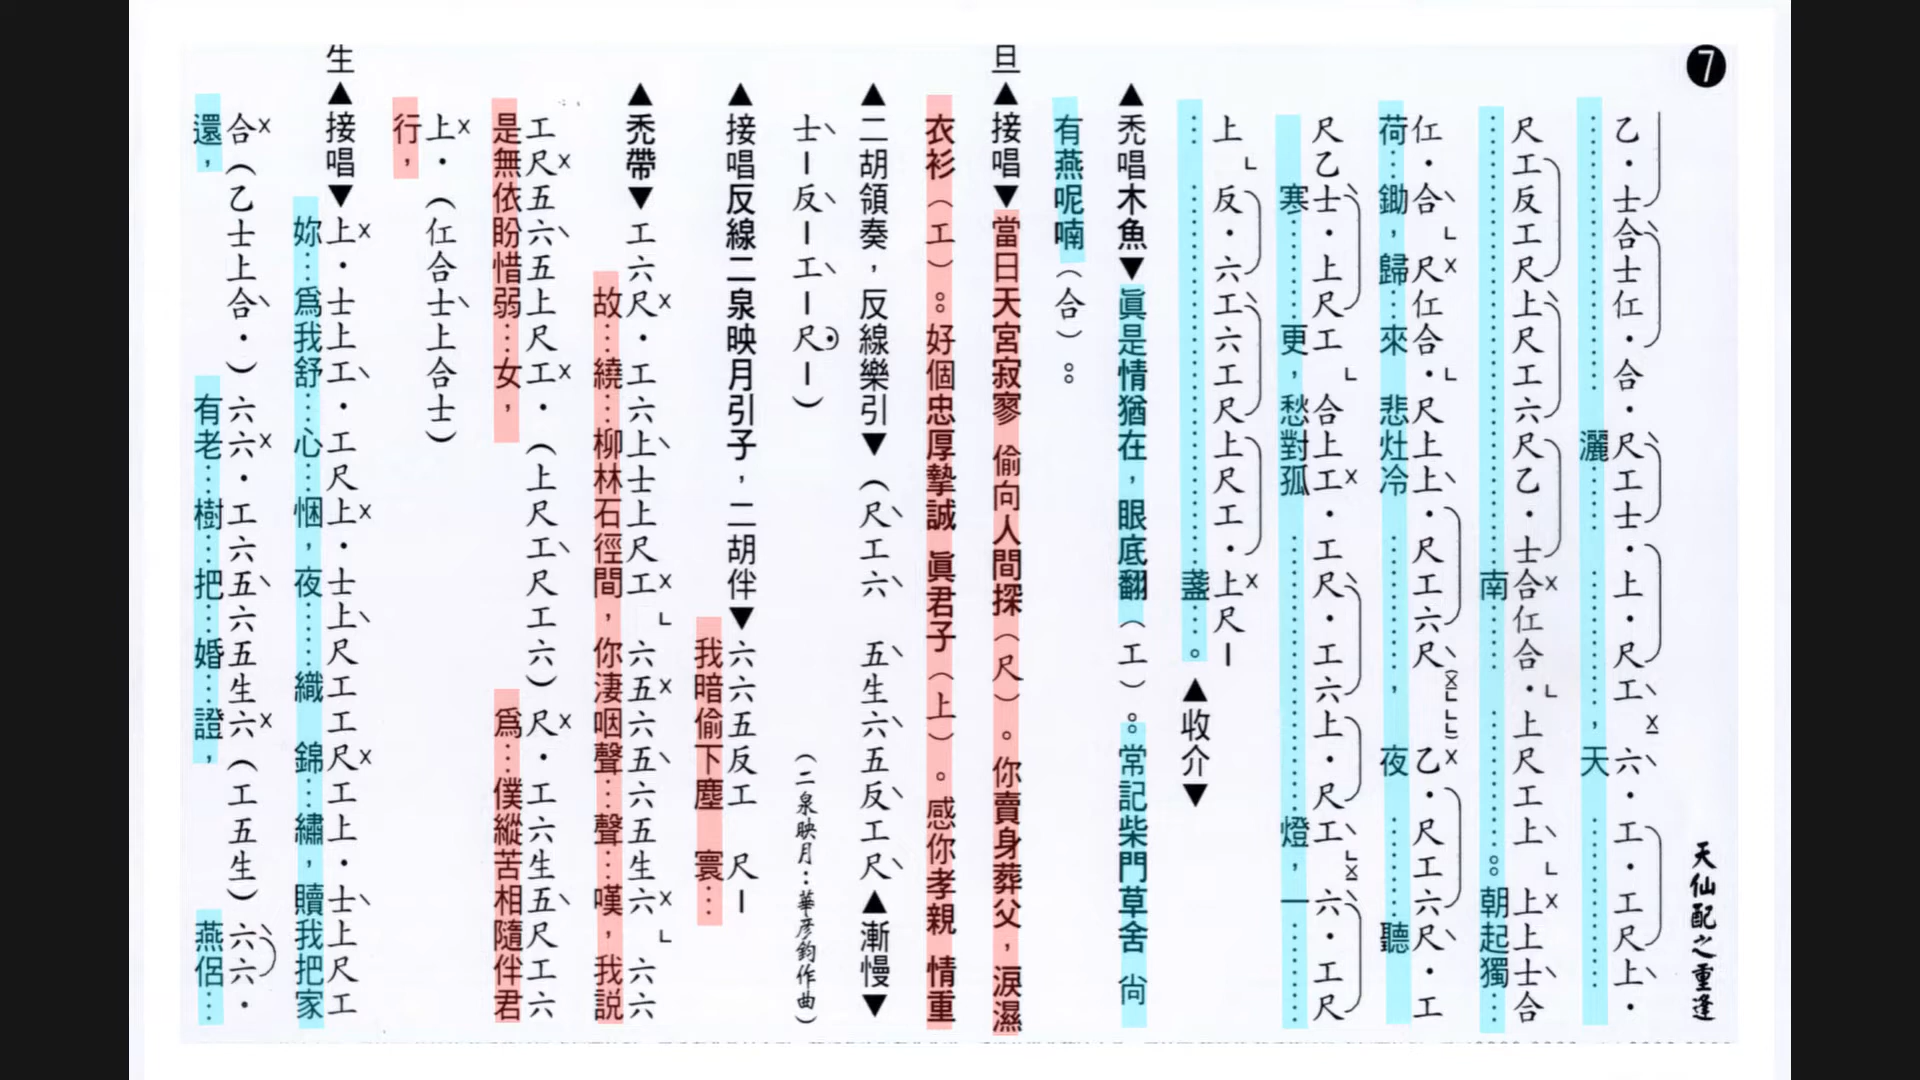 7
天仙配之重逢
乙・士合士仜・合・尺工士・上・尺工六・工・工尺上・
灑，天
尺工反工尺上尺工六尺乙・士合仜合・上尺工上上上士合
南。朝起獨
仜・合尺仜合・尺上上・尺工六尺乙・尺工六尺・工
荷鋤，歸來悲灶冷，夜聽
尺乙士・上尺工合上工・工尺・工六上・尺工六・工尺
寒更，愁對孤燈，一
上反・六工六工尺上尺工・上尺ー▲收介▼
盞。
▲禿唱木魚▼眞是情猶在，眼底翻（工）。常記柴門草舍 尚
有燕呢喃（合）。
旦▲接唱▼當日天宮寂寥 偷向人間探（尺）。你賣身葬父，淚濕
衣衫（工）。好個忠厚摯誠 眞君子（上）。感你孝親 情重
▲二胡領奏，反線樂引▼（尺工六 五生六五反工尺▲漸慢▼
士ー反ー工ー尺ー）（二泉映月：華彦鈞作曲）
▲接唱反線二泉映月引子，二胡伴▼六六五反工 尺ー
我暗偷下塵寰
▲禿帶▼工六尺・工六上士上尺工六五六五六五生六六六
故繞柳林石徑間，你淒咽聲聲嘆，我説
工尺五六五上尺工・（上尺工尺工六）尺・工六生五尺工六
是無依盼惜弱女，爲僕縱苦相隨伴君
上・（仜合士上合士）
行，
生▲接唱▼上・士上工・工尺上・士上尺工工尺工上・士上尺工
妳爲我舒心悃，夜織錦繡，贖我把家
合（乙士上合・）六六・工六五六五生六（工五生）六六・
還，有老樹把婚證，燕侶